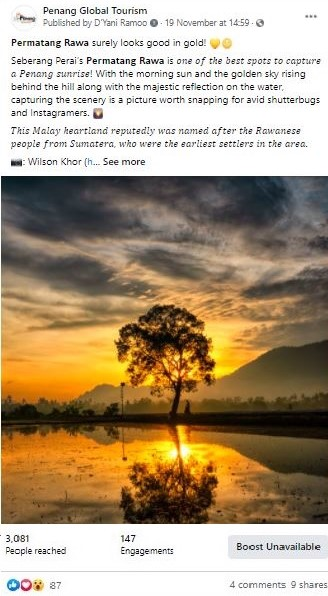 Penang Global Tourism
Published by D'Yani Ramoo · 19 November at 14:59 ·
Permatang Rawa surely looks good in gold! 💛😊
Seberang Perai's Permatang Rawa is one of the best spots to capture
a Penang sunrise! With the morning sun and the golden sky rising
behind the hill along with the majestic reflection on the water,
capturing the scenery is a picture worth snapping for avid shutterbugs
and Instagramers. 🌄
This Malay heartland reputedly was named after the Rawanese
people from Sumatera, who were the earliest settlers in the area.
📷: Wilson Khor (h... See more
3,081
People reached
147
Engagements
Boost Unavailable
87
4 comments 9 shares